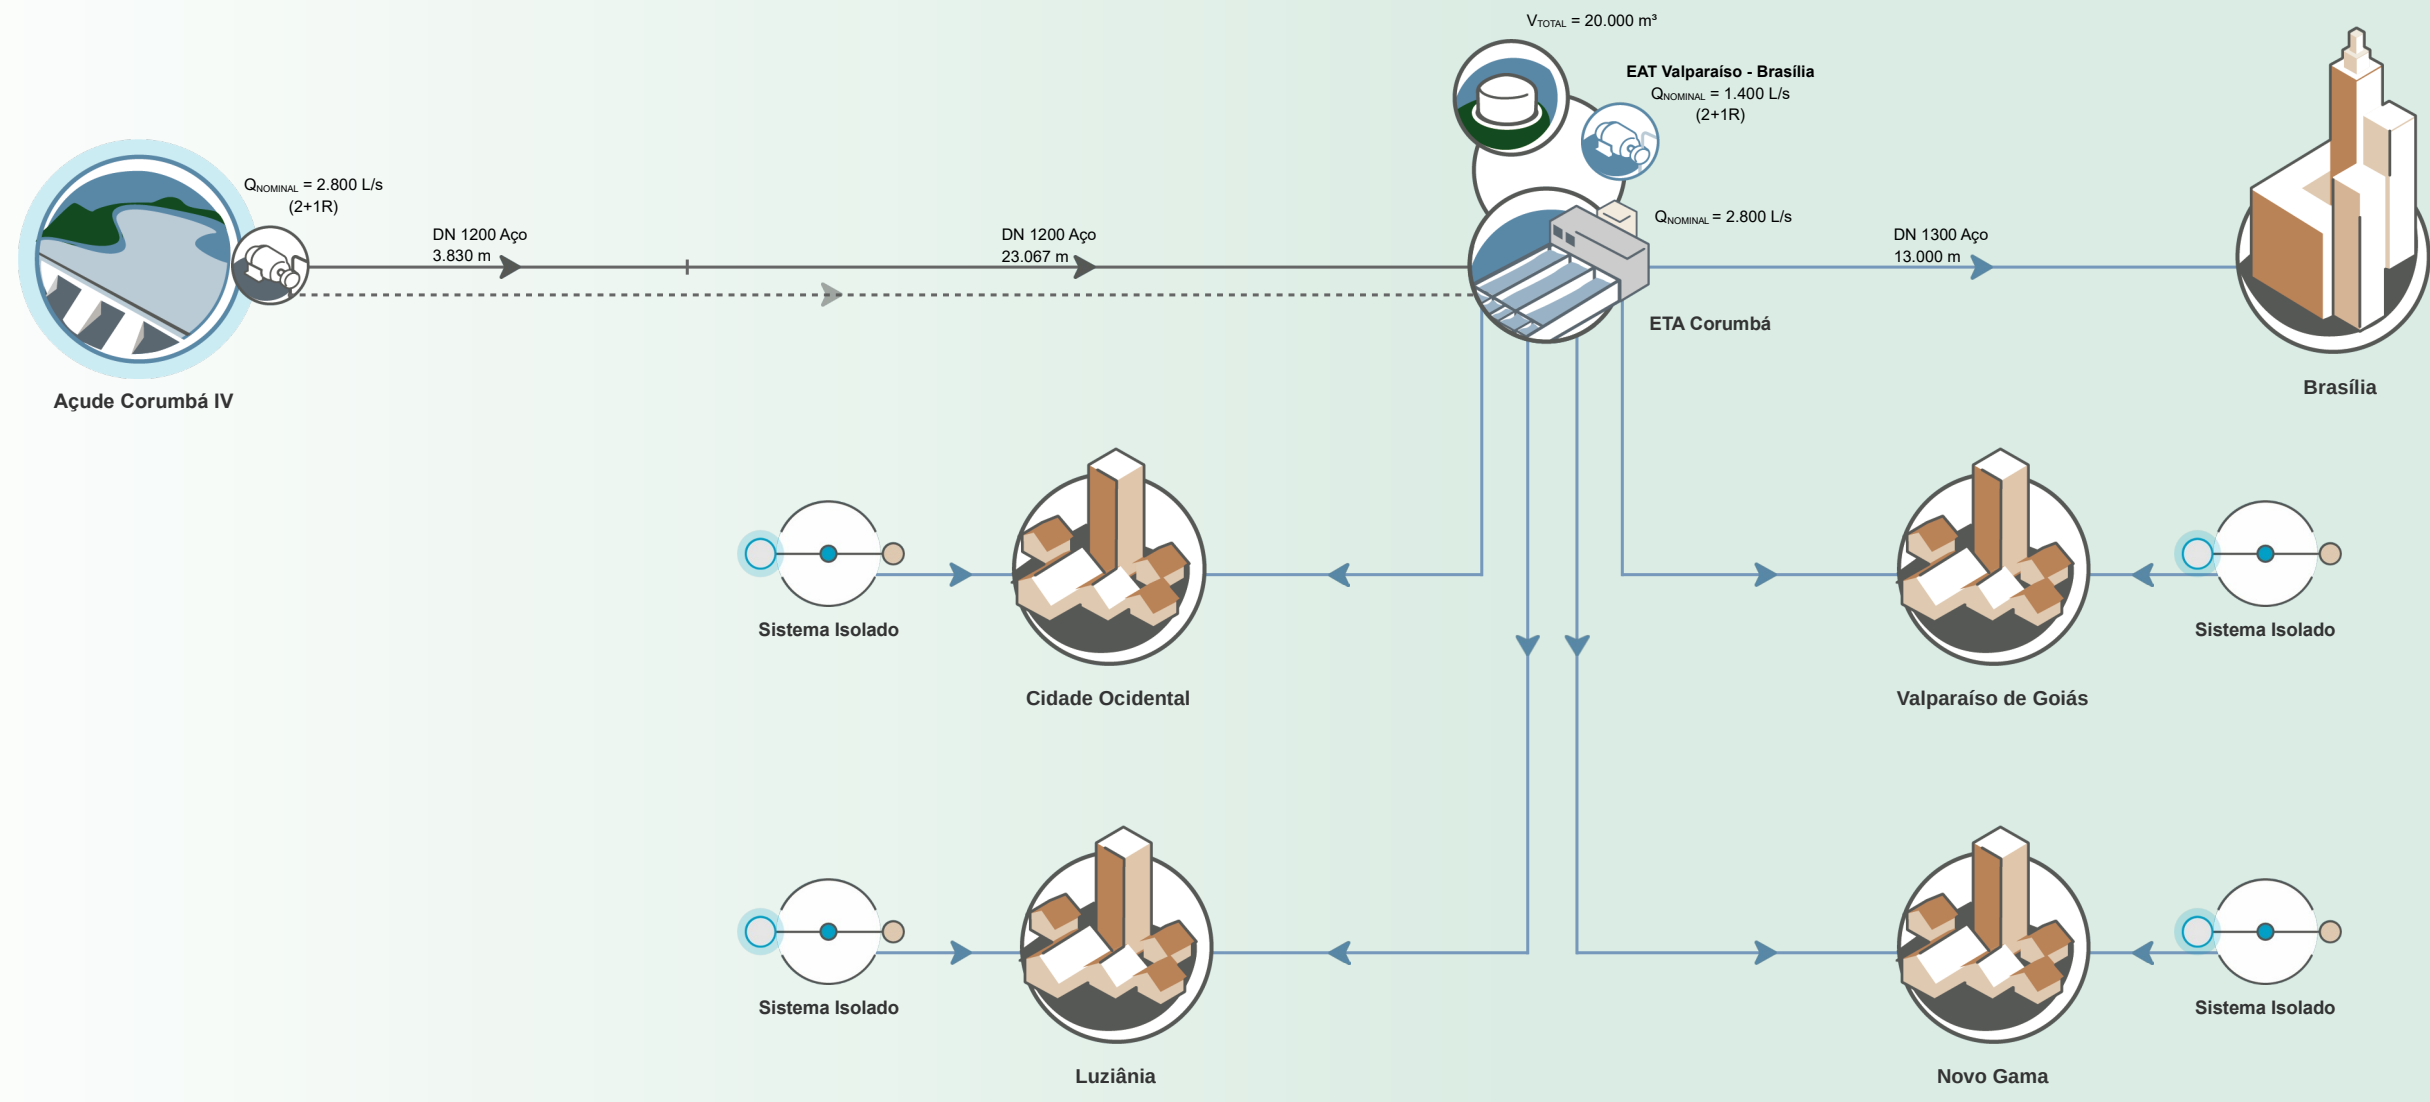 VTOTAL = 20.000 m³
EAT Valparaíso - Brasília
QNOMINAL = 1.400 L/s
(2+1R)
QNOMINAL = 2.800 L/s
(2+1R)
QNOMINAL = 2.800 L/s
DN 1200 Aço
3.830 m
DN 1200 Aço
23.067 m
DN 1300 Aço
13.000 m
ETA Corumbá
Açude Corumbá IV
Brasília
Sistema Isolado
Sistema Isolado
Cidade Ocidental
Valparaíso de Goiás
Sistema Isolado
Sistema Isolado
Luziânia
Novo Gama